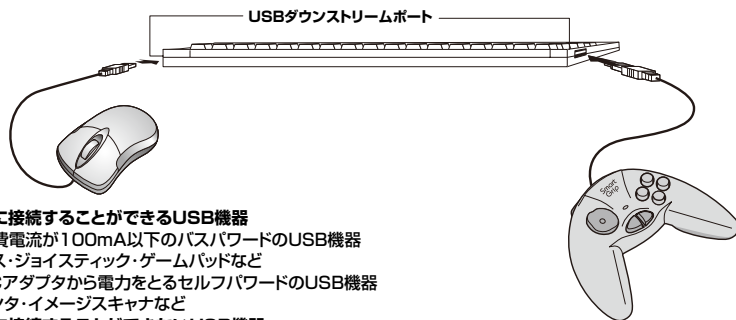 USBダウンストリームポート
Smart
Grip
に接続することができるUSB機器
費電流が100mA以下のバスパワードのUSB機器
ス・ジョイスティック・ゲームパッドなど
アダプタから電力をとるセルフパワードのUSB機器
タ・イメージスキャナなど